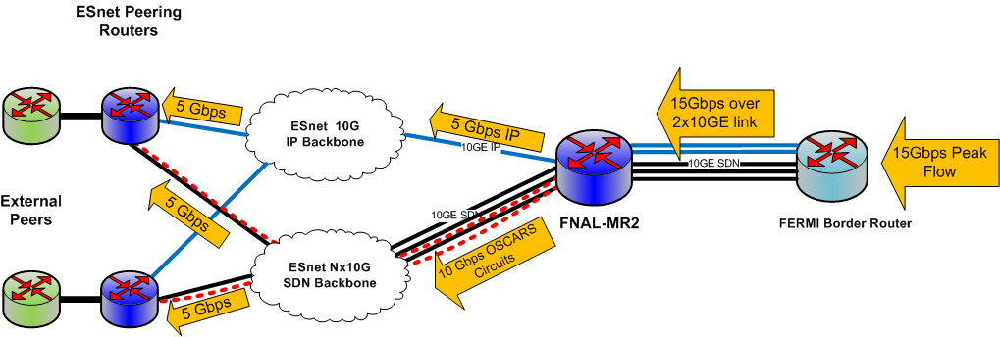 ESnet Peering
Routers
5 Gbps
ESnet 10G
IP Backbone
5 Gbps IP
10GE IP
15Gbps over
2x10GE link
10GE SDN
15Gbps Peak
Flow
External
Peers
5 Gbps
10GE SDN
FNAL-MR2
FERMI Border Router
ESnet Nx10G
SDN Backbone
10 Gbps OSCARS
Circuits
5 Gbps